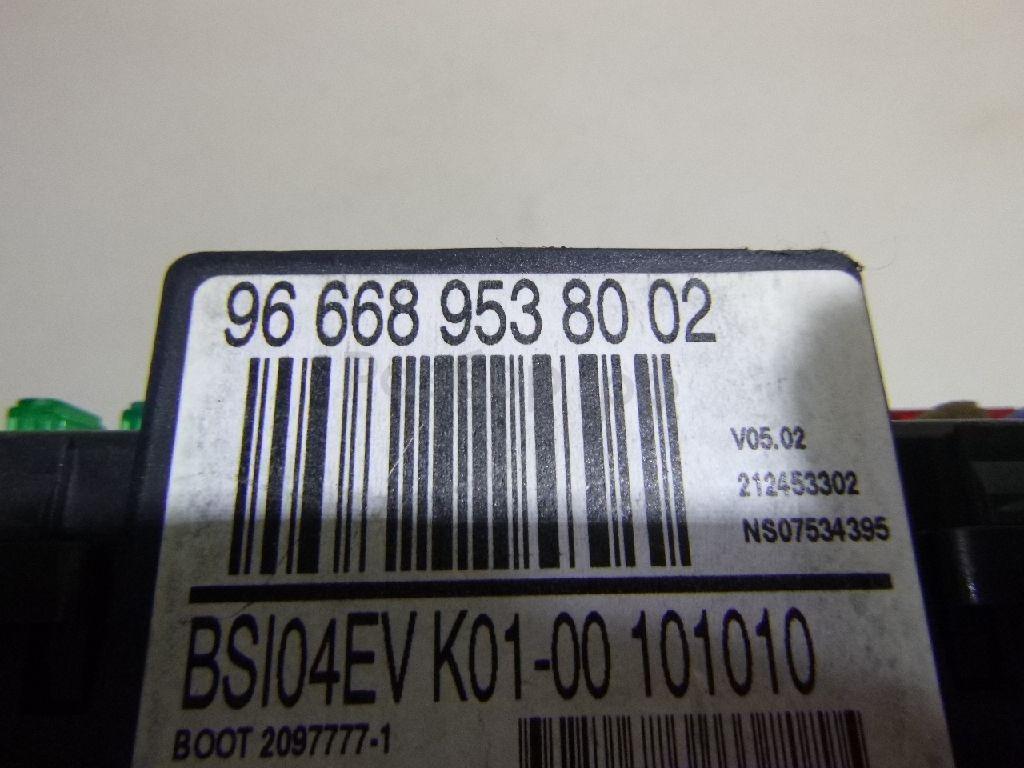 96 668 953 80 02
V05.02
212453302
NS07534395
BSI04EV K01-00 101010
BOOT 2097777-1